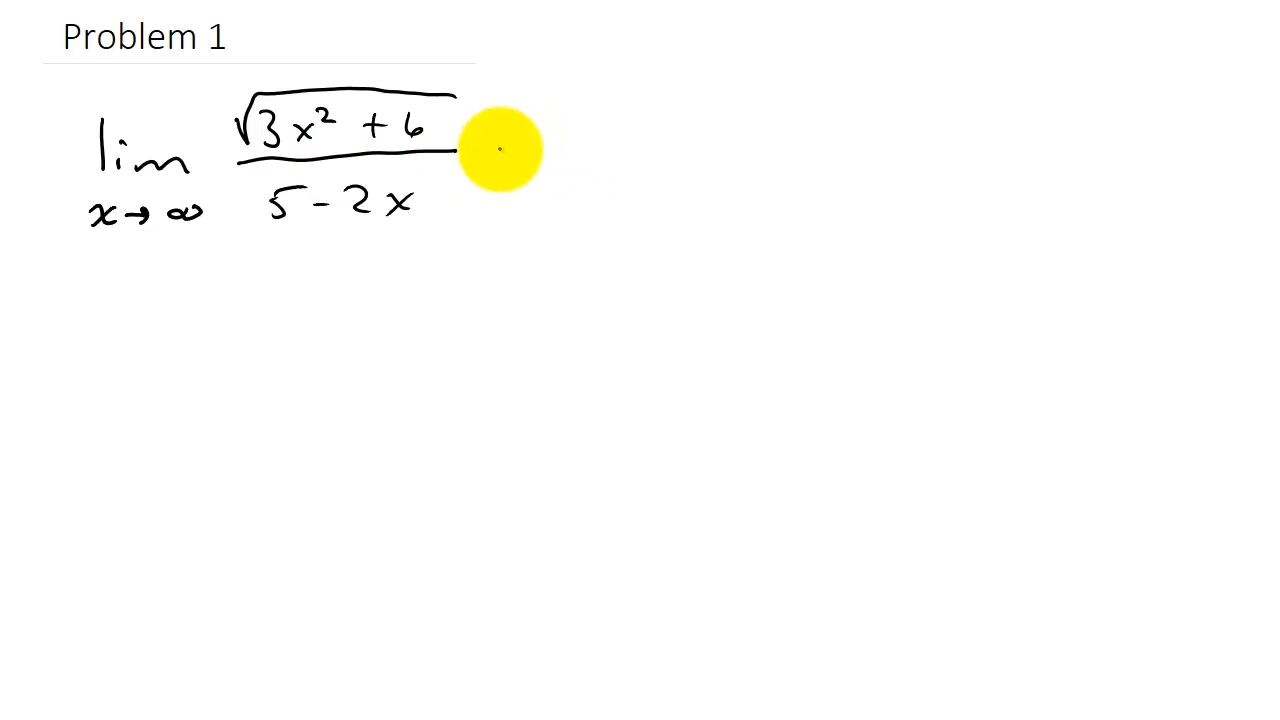 Problem 1
lim x→∞ √(3x² + 6) / (5 - 2x)